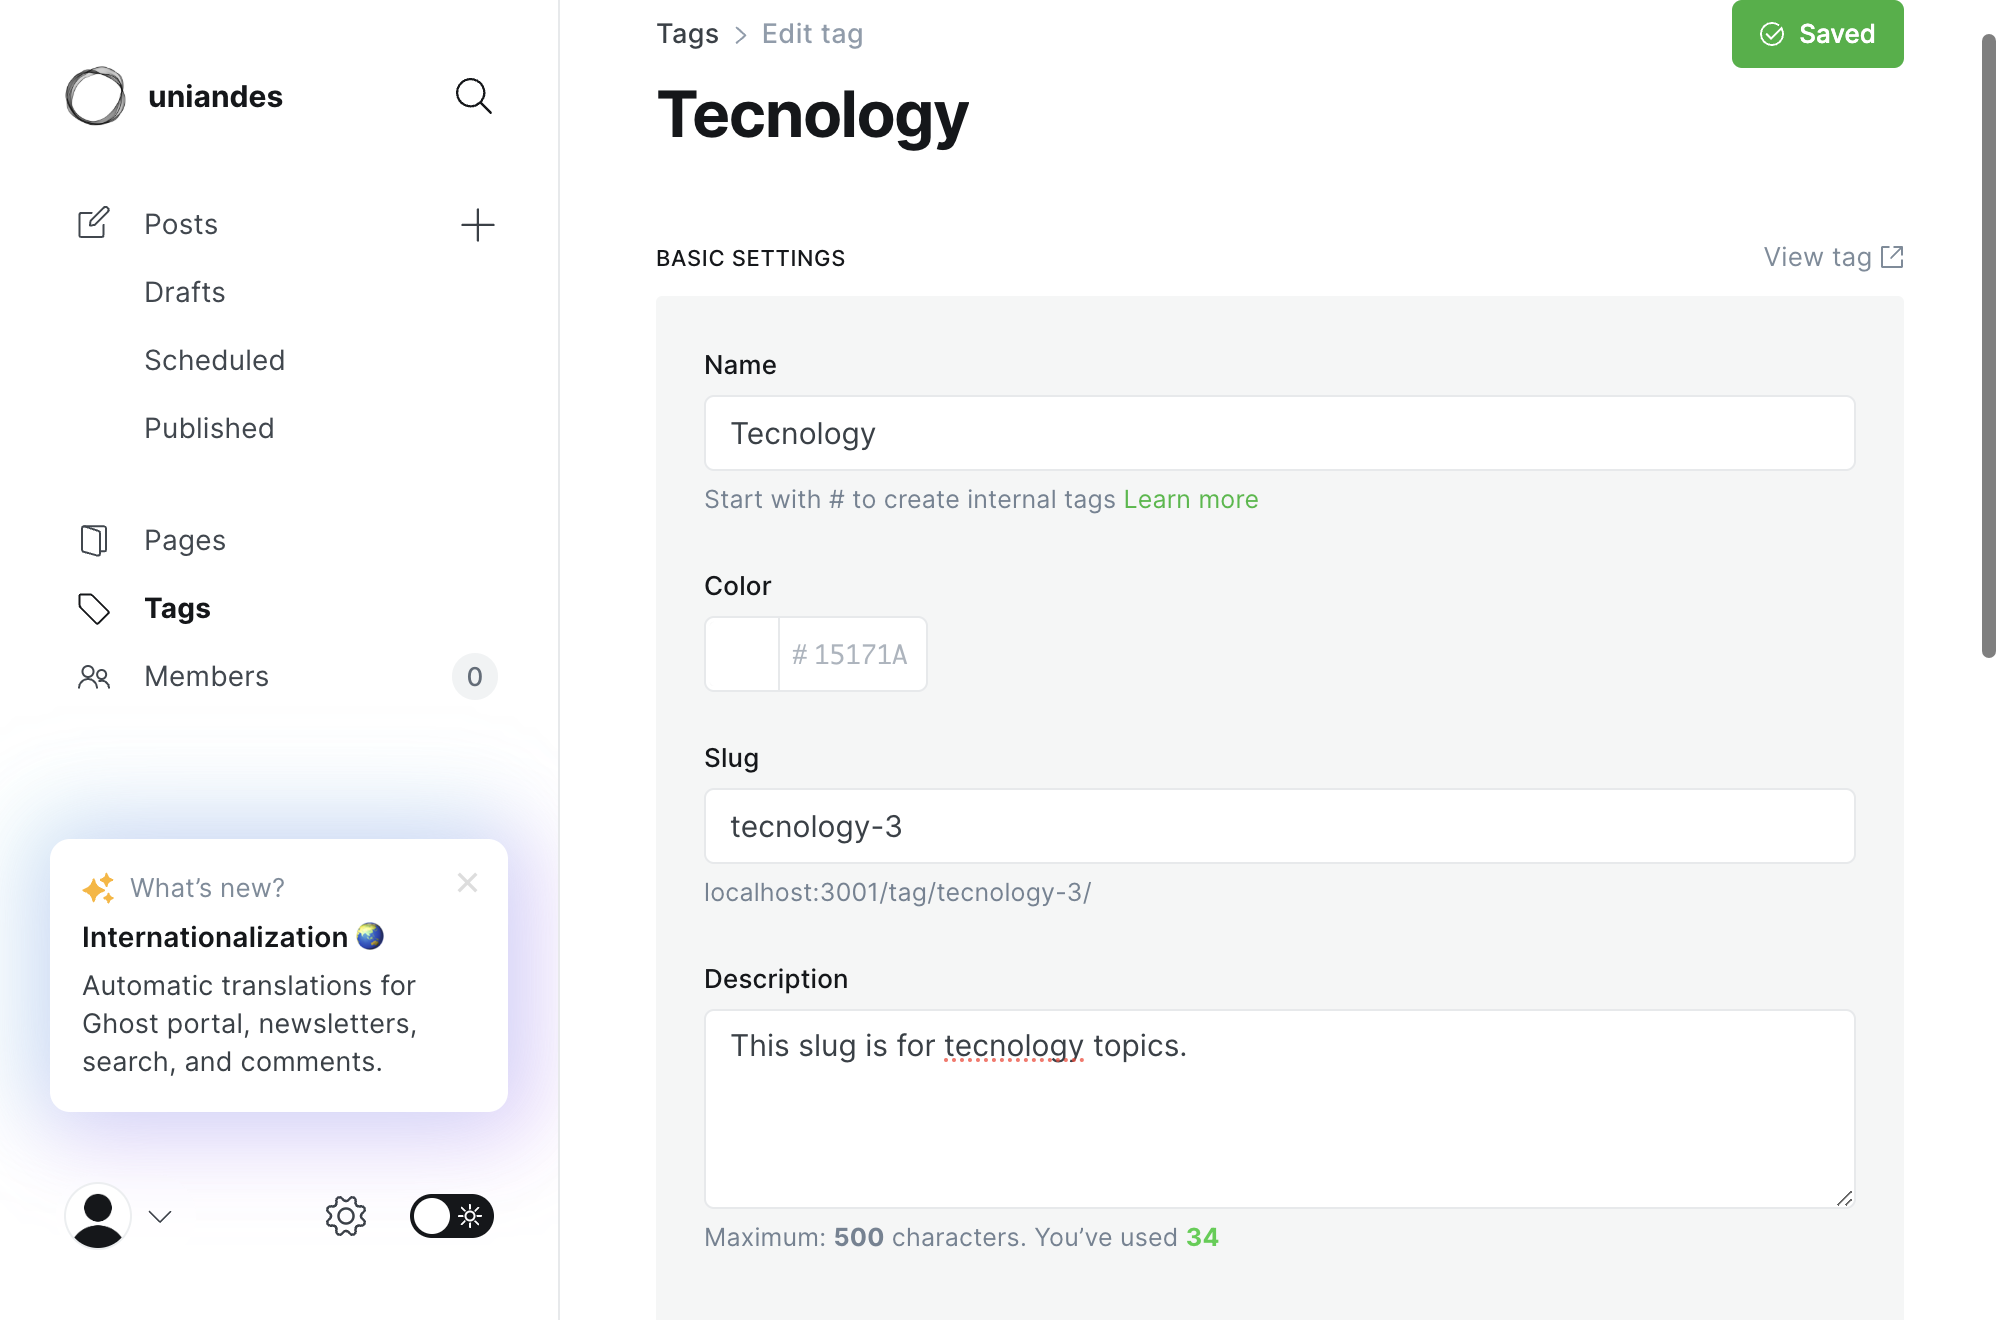 uniandes
Posts
Drafts
Scheduled
Published
Pages
Tags
Members
0
What's new?
Internationalization
Automatic translations for
Ghost portal, newsletters,
search, and comments.
Tags > Edit tag
Saved
Tecnology
BASIC SETTINGS
View tag
Name
Tecnology
Start with # to create internal tags Learn more
Color
# 15171A
Slug
tecnology-3
localhost:3001/tag/tecnology-3/
Description
This slug is for tecnology topics.
Maximum: 500 characters. You've used 34